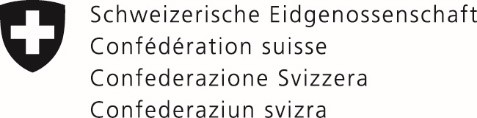 Schweizerische Eidgenossenschaft
Confédération suisse
Confederazione Svizzera
Confederaziun svizra